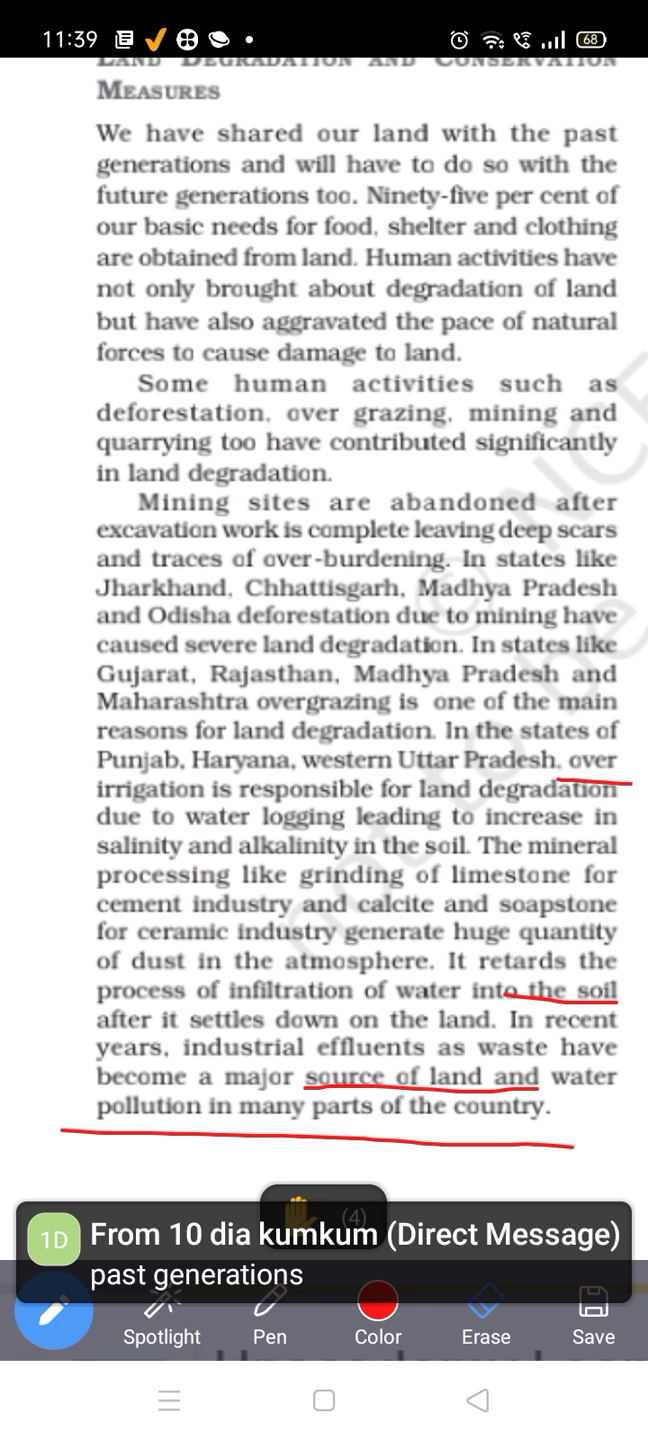 11:39
68
LAND DEGRADATION AND CONSERVATION
MEASURES
We have shared our land with the past
generations and will have to do so with the
future generations too. Ninety-five per cent of
our basic needs for food, shelter and clothing
are obtained from land. Human activities have
not only brought about degradation of land
but have also aggravated the pace of natural
forces to cause damage to land.
Some human activities such as
deforestation, over grazing, mining and
quarrying too have contributed significantly
in land degradation.
Mining sites are abandoned after
excavation work is complete leaving deep scars
and traces of over-burdening. In states like
Jharkhand, Chhattisgarh, Madhya Pradesh
and Odisha deforestation due to mining have
caused severe land degradation. In states like
Gujarat, Rajasthan, Madhya Pradesh and
Maharashtra overgrazing is one of the main
reasons for land degradation. In the states of
Punjab, Haryana, western Uttar Pradesh, over
irrigation is responsible for land degradation
due to water logging leading to increase in
salinity and alkalinity in the soil. The mineral
processing like grinding of limestone for
cement industry and calcite and soapstone
for ceramic industry generate huge quantity
of dust in the atmosphere. It retards the
process of infiltration of water into the soil
after it settles down on the land. In recent
years, industrial effluents as waste have
become a major source of land and water
pollution in many parts of the country.
© NCE
not to be
(4)
1D
From 10 dia kumkum (Direct Message)
past generations
Spotlight Pen Color Erase Save